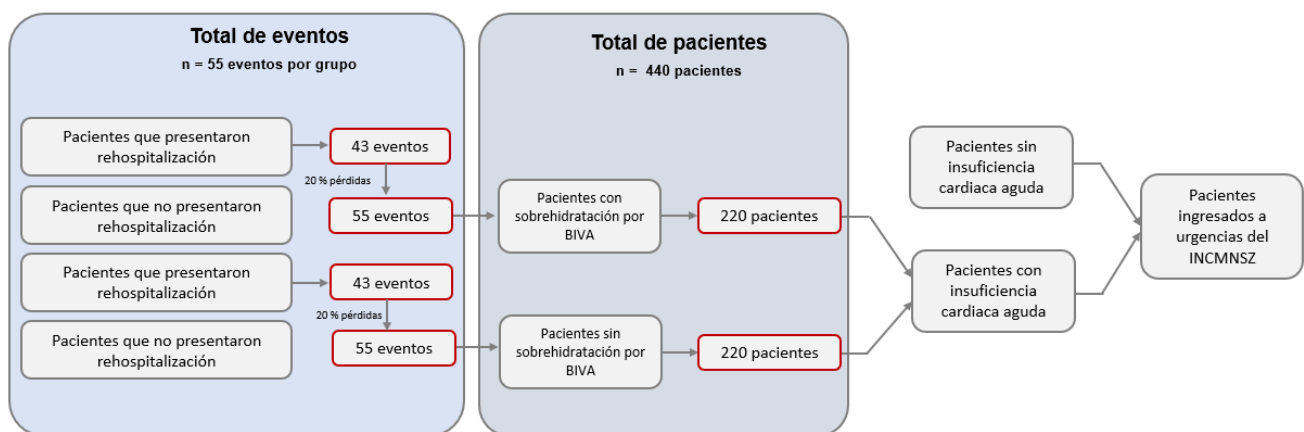 Total de eventos
n = 55 eventos por grupo
Pacientes que presentaron
rehospitalización
43 eventos
20 % pérdidas
Pacientes que no presentaron
rehospitalización
55 eventos
Pacientes que presentaron
rehospitalización
43 eventos
20 % pérdidas
Pacientes que no presentaron
rehospitalización
55 eventos
Total de pacientes
n = 440 pacientes
Pacientes con
sobrehidratación por
BIVA
220 pacientes
Pacientes sin
sobrehidratación por
BIVA
220 pacientes
Pacientes sin
insuficiencia
cardiaca aguda
Pacientes con
insuficiencia
cardiaca aguda
Pacientes
ingresados a
urgencias del
INCMNSZ